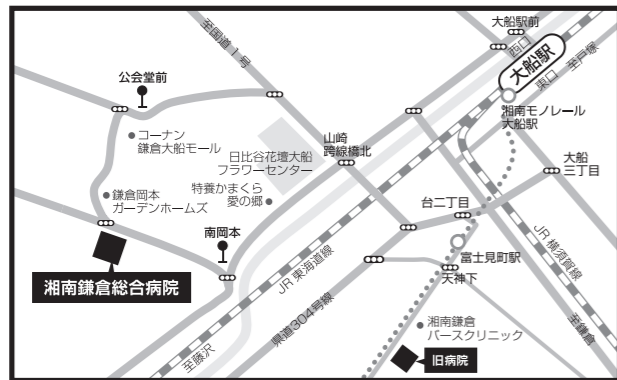 大船駅前
至国道1号
西口
大船駅
東口
至戸塚
公会堂前
湘南モノレール
大船駅
コーナン
鎌倉大船モール
山崎
跨線橋北
日比谷花壇大船
フラワーセンター
大船
三丁目
特養かまくら
愛の郷
鎌倉岡本
ガーデンホームズ
台二丁目
南岡本
富士見町駅
JR東海道線
JR横須賀線
天神下
湘南鎌倉総合病院
県道304号線
湘南鎌倉
バースクリニック
至鎌倉
至藤沢
旧病院